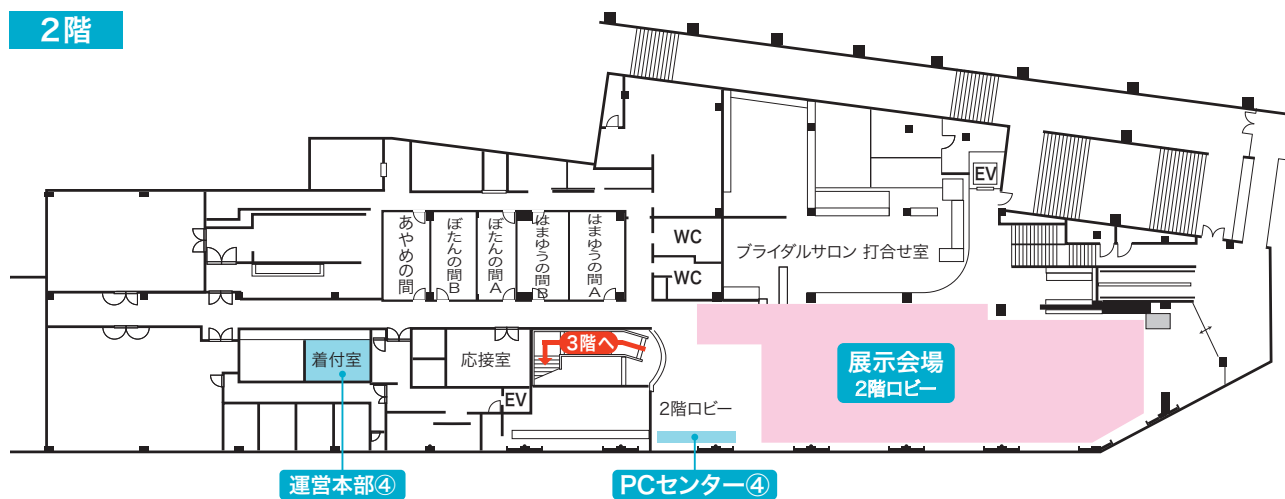 2階
EV
あやめの間
ぼたんの間B
ぼたんの間A
はまゆうの間B
はまゆうの間A
WC
WC
ブライダルサロン 打合せ室
着付室
応接室
3階へ
EV
2階ロビー
展示会場
2階ロビー
運営本部④
PCセンター④